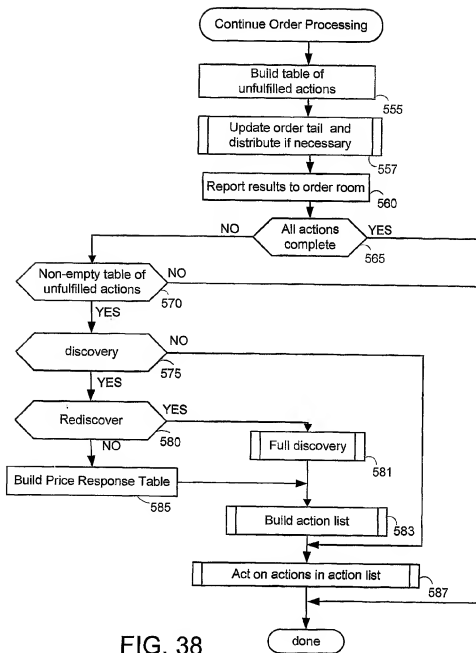 Continue Order Processing
Build table of
unfulfilled actions
555
Update order tail and
distribute if necessary
557
Report results to order room
560
NO
All actions
complete
YES
565
Non-empty table of
unfulfilled actions
NO
570
YES
discovery
NO
575
YES
Rediscover
YES
580
NO
Full discovery
581
Build Price Response Table
585
Build action list
583
Act on actions in action list
587
done
FIG. 38